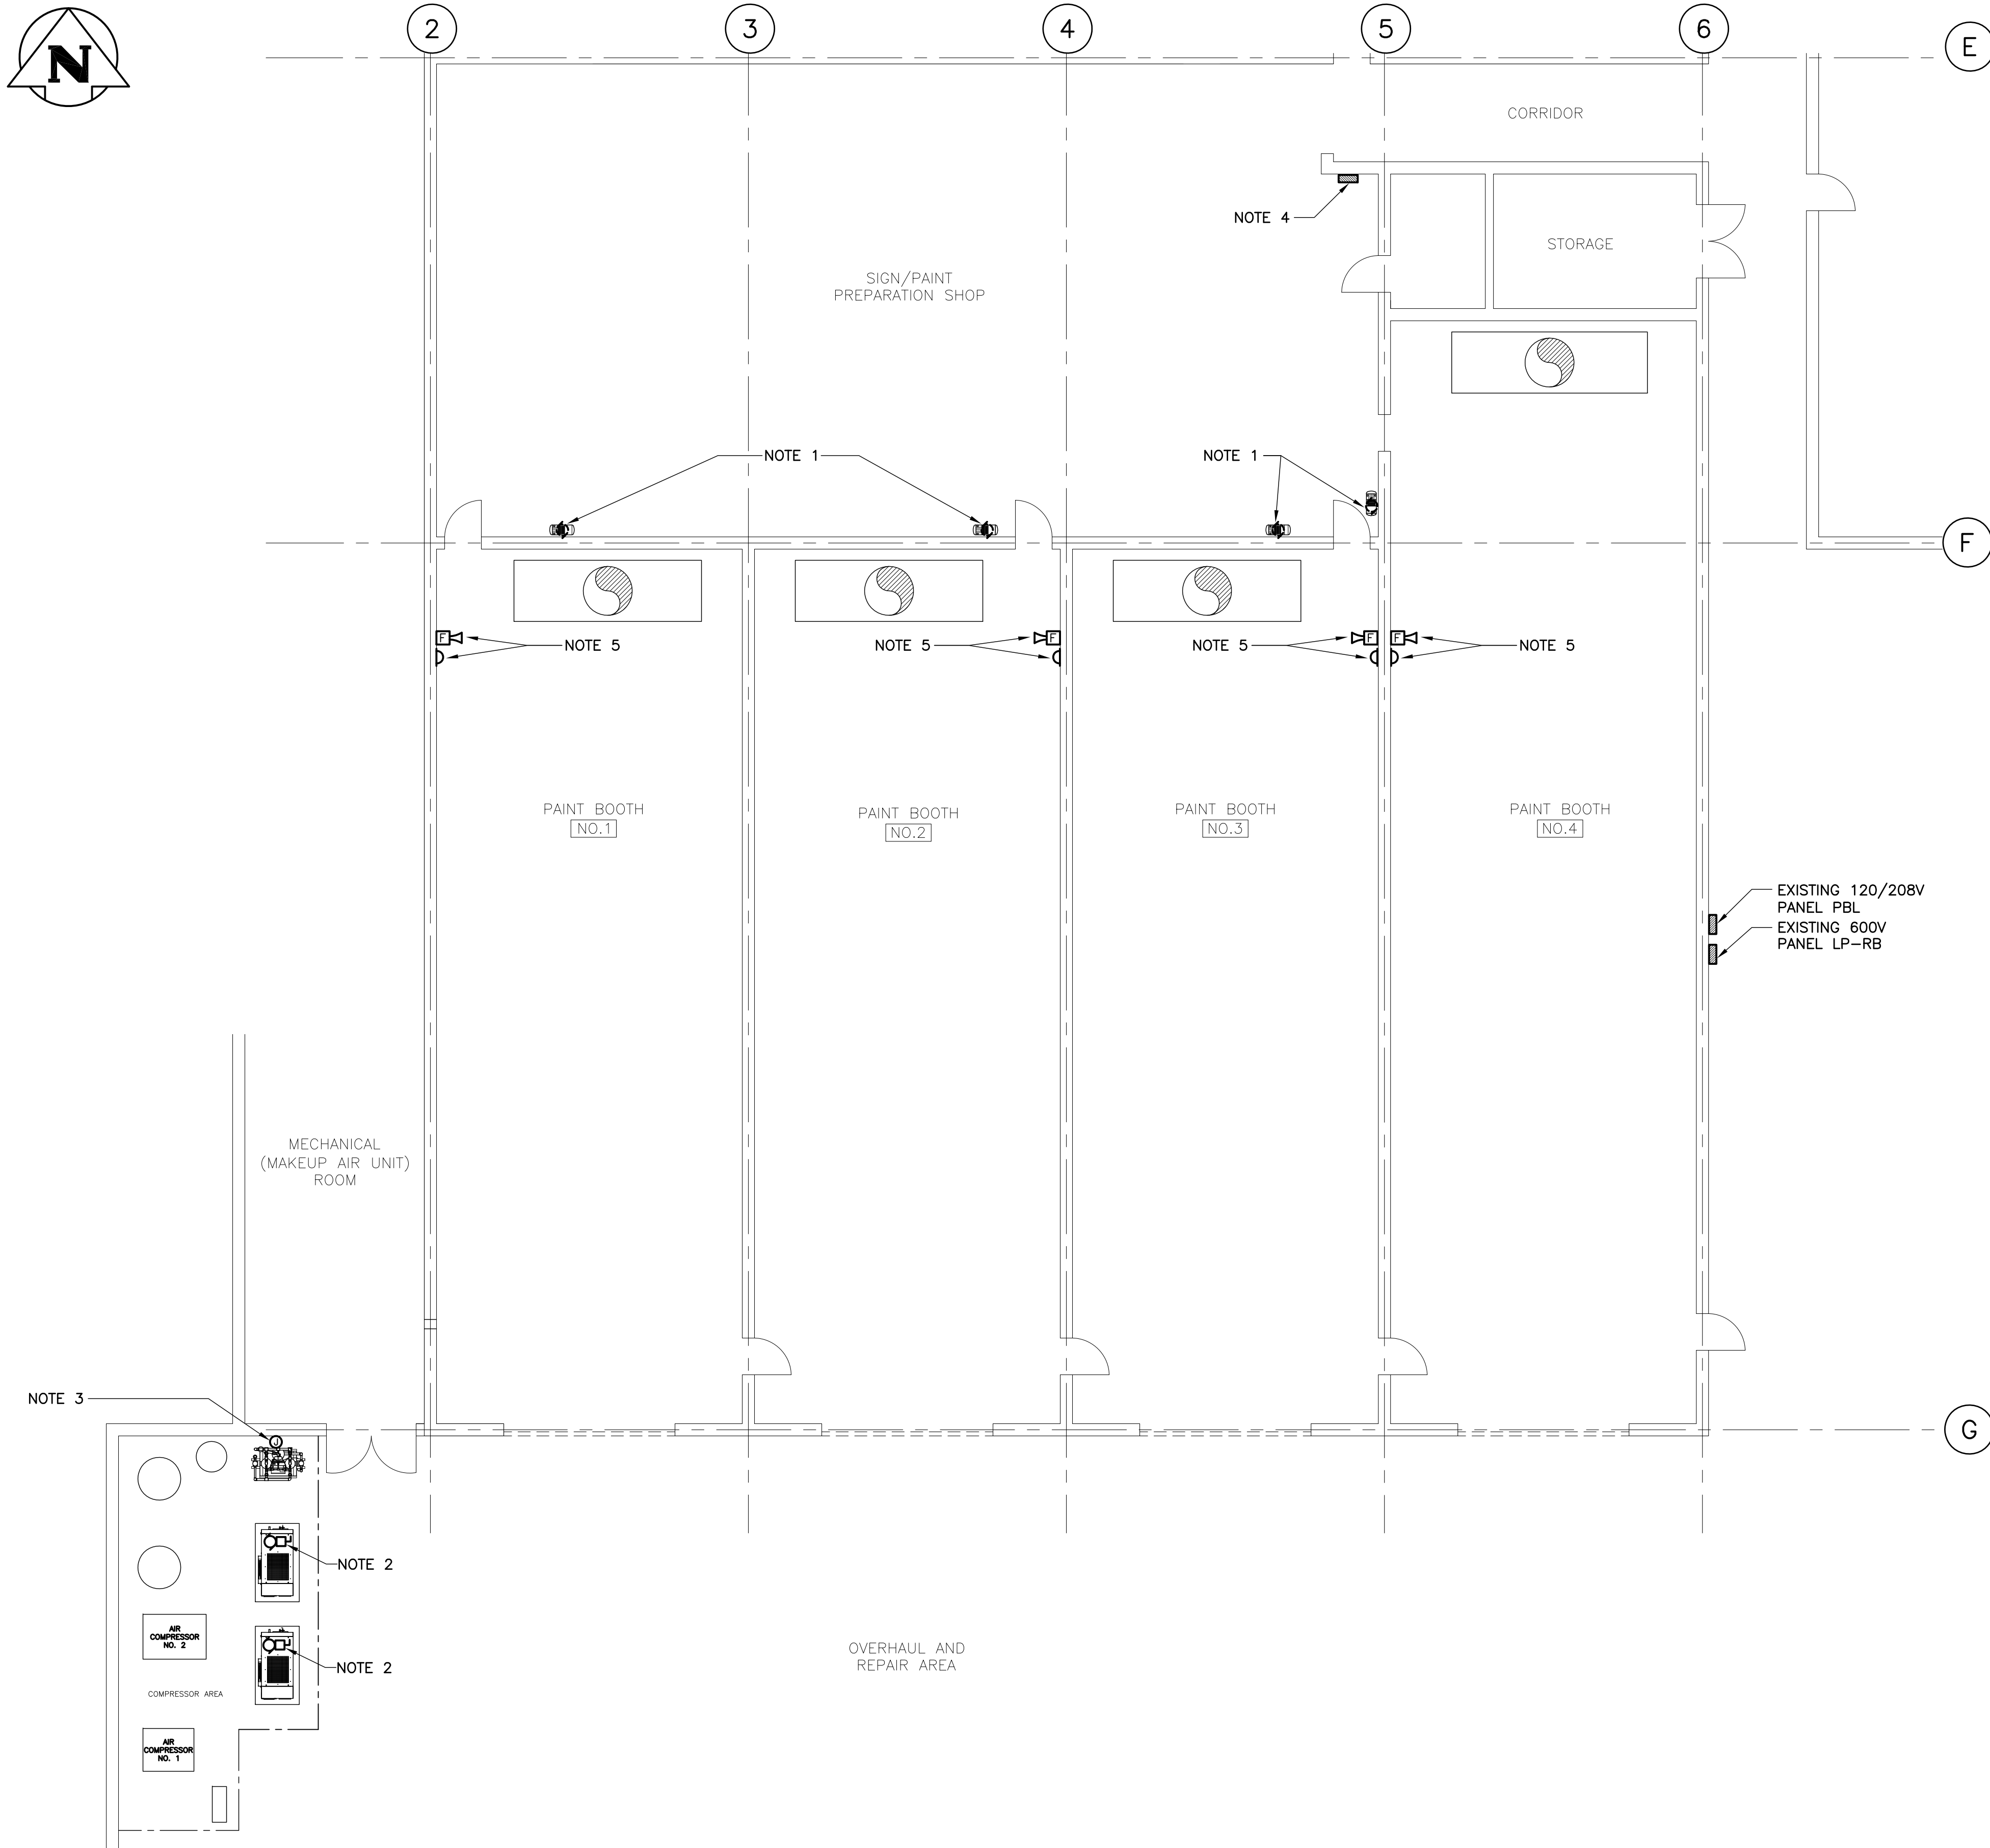 N
2
3
4
5
6
E
CORRIDOR
NOTE 4
STORAGE
SIGN/PAINT
PREPARATION SHOP
NOTE 1
NOTE 1
F
F
NOTE 5
NOTE 5
F
NOTE 5
F
F
NOTE 5
PAINT BOOTH
NO.1
PAINT BOOTH
NO.2
PAINT BOOTH
NO.3
PAINT BOOTH
NO.4
EXISTING 120/208V
PANEL PBL
EXISTING 600V
PANEL LP-RB
MECHANICAL
(MAKEUP AIR UNIT)
ROOM
NOTE 3
G
J
NOTE 2
AIR
COMPRESSOR
NO. 2
NOTE 2
OVERHAUL AND
REPAIR AREA
COMPRESSOR AREA
AIR
COMPRESSOR
NO. 1